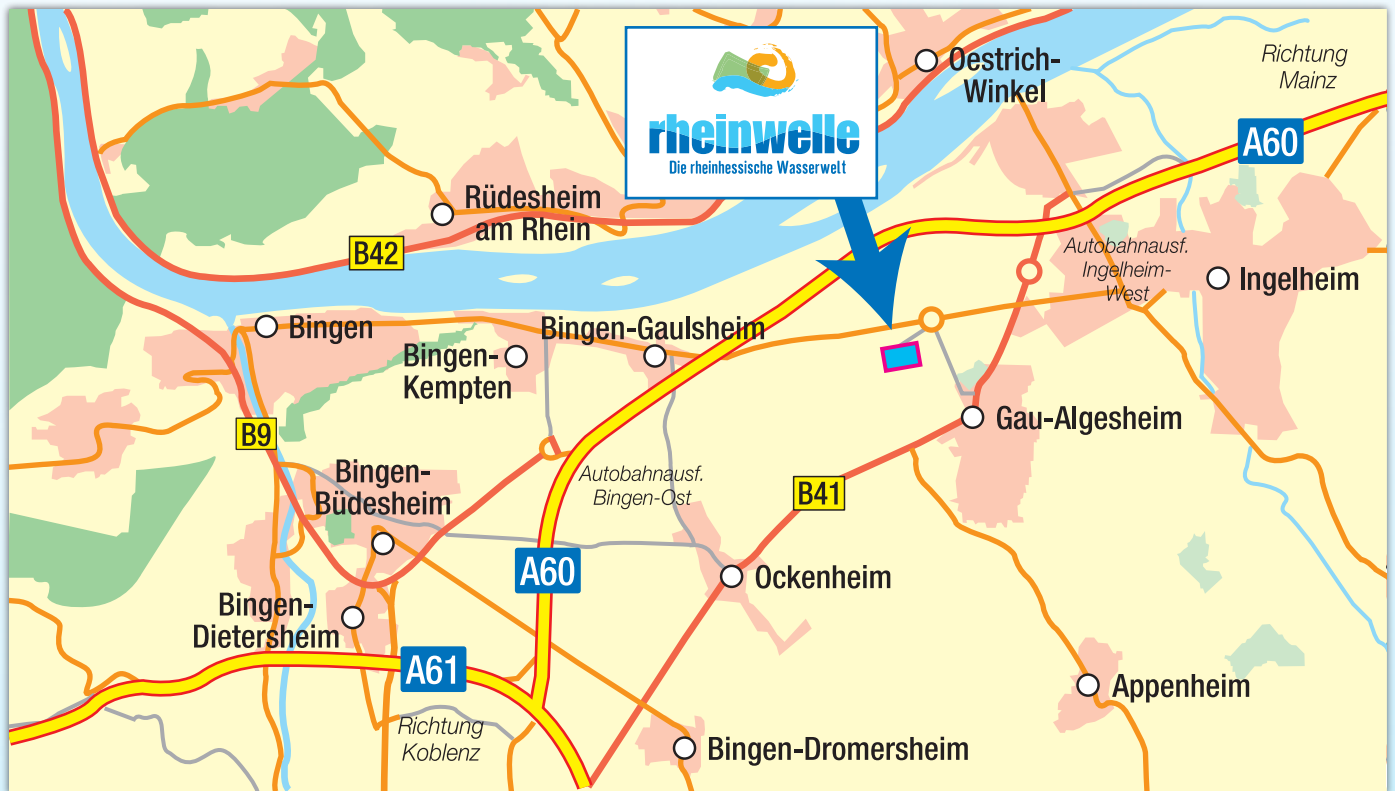 Oestrich-
Winkel
Richtung
Mainz
rheinwelle
Die rheinhessische Wasserwelt
A60
Rüdesheim
am Rhein
B42
Autobahnausf.
Ingelheim-
West
Ingelheim
Bingen
Bingen-Gaulsheim
Bingen-
Kempten
Gau-Algesheim
B9
Bingen-
Büdesheim
Autobahnausf.
Bingen-Ost
B41
A60
Ockenheim
Bingen-
Dietersheim
A61
Appenheim
Richtung
Koblenz
Bingen-Dromersheim